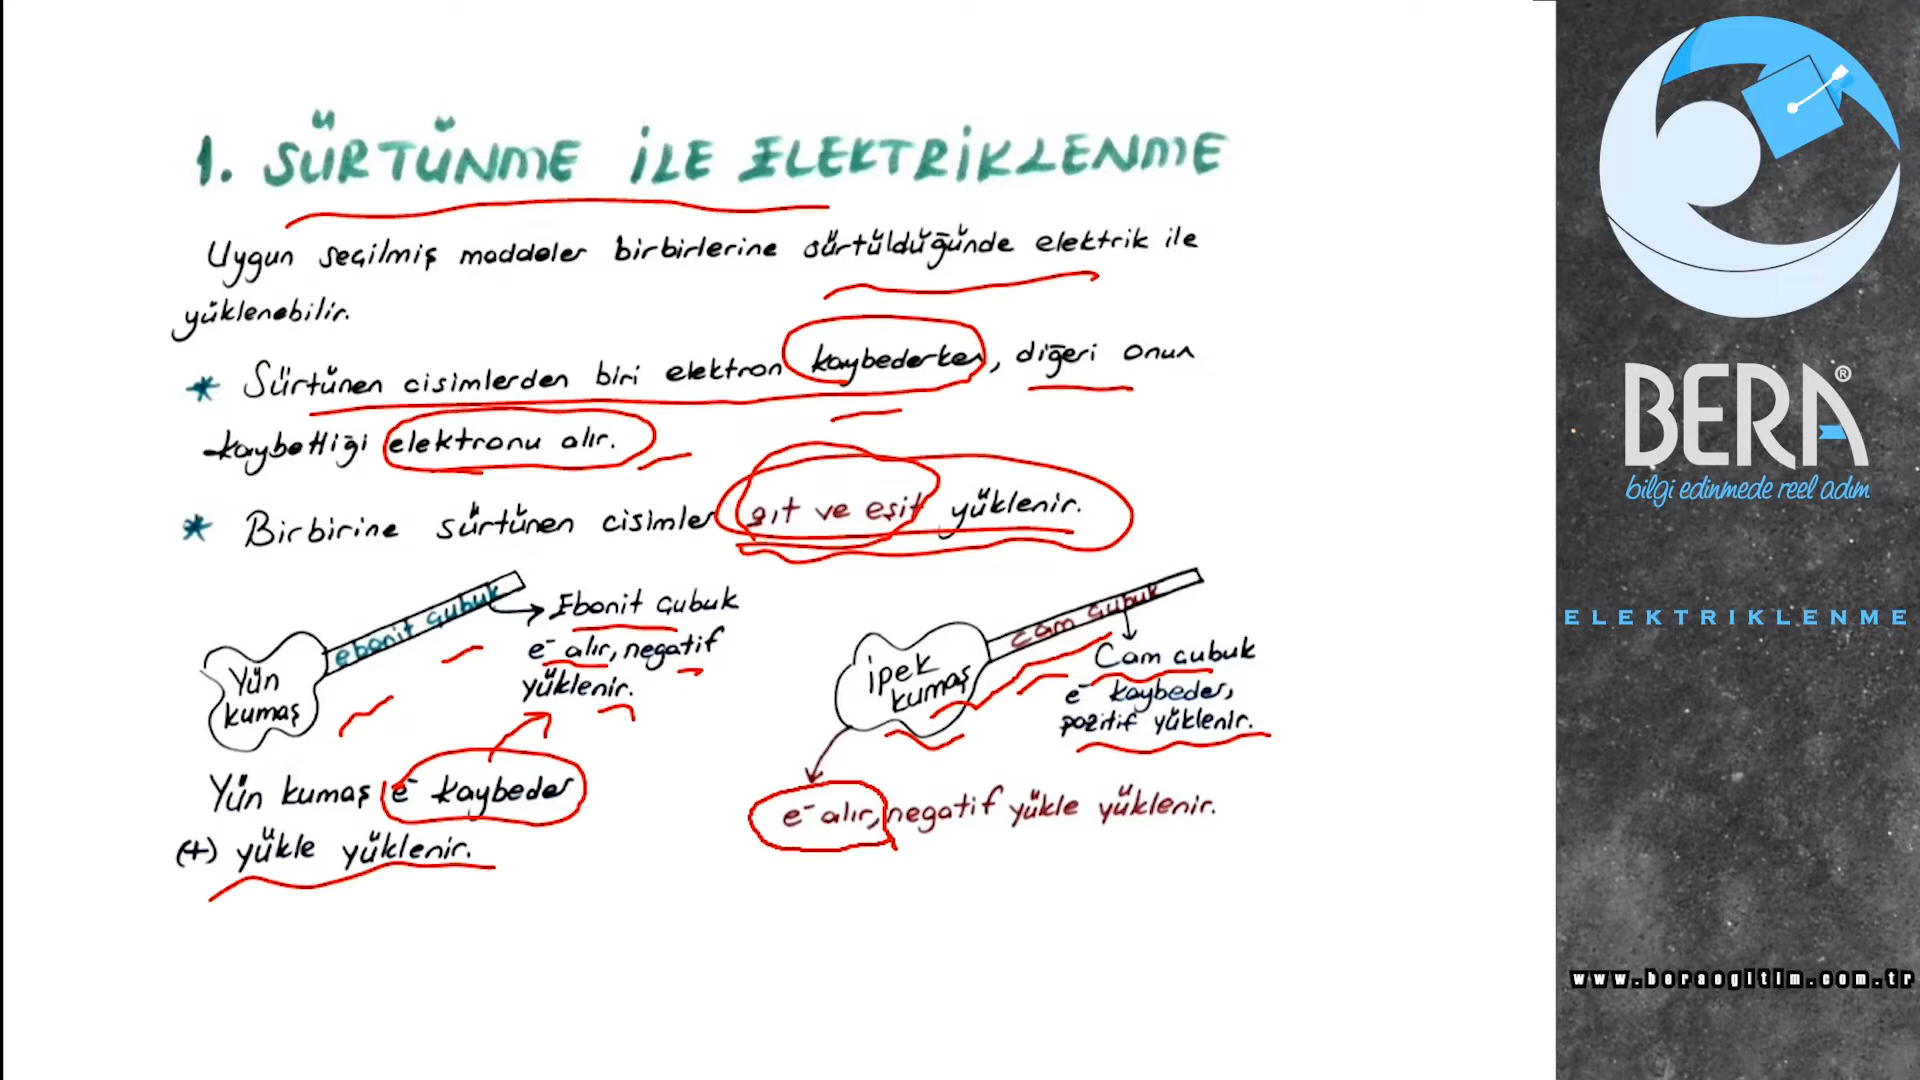 1. SÜRTÜNME İLE ELEKTRİKLENME
Uygun seçilmiş maddeler birbirlerine sürtüldüğünde elektrik ile
yüklenebilir.
* Sürtünen cisimlerden biri elektron kaybederken, diğeri onun
kaybettiği elektronu alır.
* Birbirine sürtünen cisimler zıt ve eşit yüklenir.
ebonit çubuk
Ebonit çubuk
e⁻ alır, negatif
yüklenir.
Yün
kumaş
Yün kumaş e⁻ kaybeder
(+) yükle yüklenir.
cam çubuk
Cam çubuk
e⁻ kaybeder,
pozitif yüklenir.
İpek
kumaş
e⁻ alır, negatif yükle yüklenir.
BERA®
bilgi edinmede reel adım
ELEKTRIKLENME
www.beraegitim.com.tr